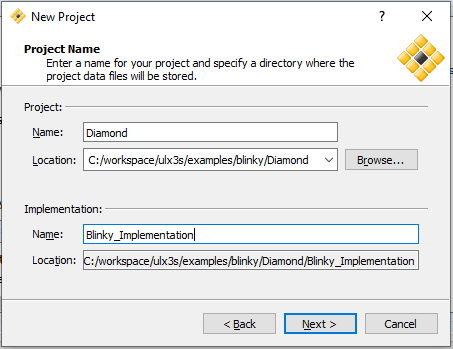 New Project
Project Name
Enter a name for your project and specify a directory where the
project data files will be stored.
Project:
Name: Diamond
Location: C:/workspace/ulx3s/examples/blinky/Diamond Browse...
Implementation:
Name: Blinky_Implementation
Location: C:/workspace/ulx3s/examples/blinky/Diamond/Blinky_Implementation
< Back Next > Cancel